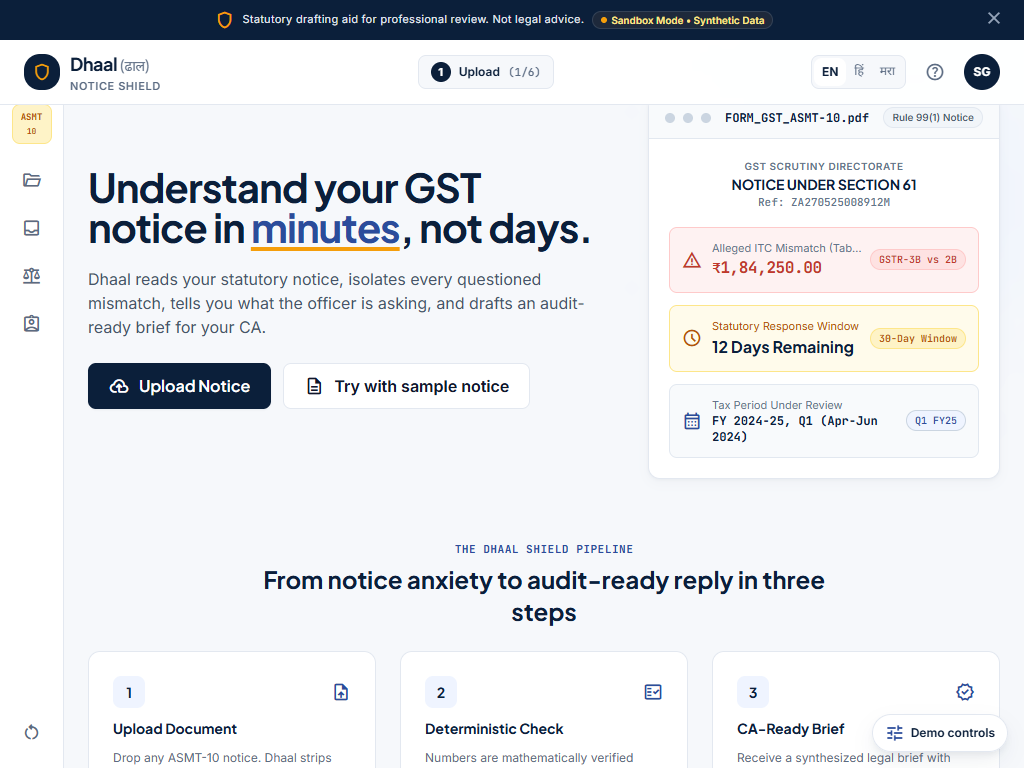 Statutory drafting aid for professional review. Not legal advice. Sandbox Mode • Synthetic Data
Dhaal (ढाल)
NOTICE SHIELD
1 Upload (1/6)
EN हिं मरा
SG
ASMT
10
FORM_GST_ASMT-10.pdf Rule 99(1) Notice
Understand your GST
notice in minutes, not days.
Dhaal reads your statutory notice, isolates every questioned
mismatch, tells you what the officer is asking, and drafts an audit-
ready brief for your CA.
Upload Notice Try with sample notice
GST SCRUTINY DIRECTORATE
NOTICE UNDER SECTION 61
Ref: ZA270525008912M
Alleged ITC Mismatch (Tab...
₹1,84,250.00
GSTR-3B vs 2B
Statutory Response Window
12 Days Remaining
30-Day Window
Tax Period Under Review
FY 2024-25, Q1 (Apr-Jun
2024)
Q1 FY25
THE DHAAL SHIELD PIPELINE
From notice anxiety to audit-ready reply in three
steps
1
Upload Document
Drop any ASMT-10 notice. Dhaal strips
2
Deterministic Check
Numbers are mathematically verified
3
CA-Ready Brief
Receive a synthesized legal brief with
Demo controls